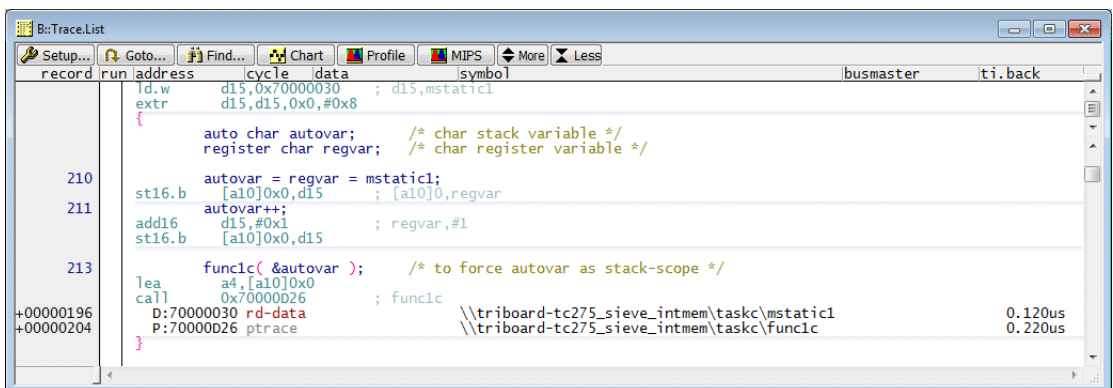 B::Trace.List
Setup... Goto... Find... Chart Profile MIPS More Less
record run address cycle data symbol busmaster ti.back
ld.w d15,0x70000030 ; d15,mstatic1
extr d15,d15,0x0,#0x8
{
auto char autovar; /* char stack variable */
register char regvar; /* char register variable */
210 autovar = regvar = mstatic1;
st16.b [a10]0x0,d15 ; [a10]0,regvar
211 autovar++;
add16 d15,#0x1 ; regvar,#1
st16.b [a10]0x0,d15
213 func1c( &autovar ); /* to force autovar as stack-scope */
lea a4,[a10]0x0
call 0x70000D26 ; func1c
+00000196 D:70000030 rd-data \\triboard-tc275_sieve_intmem\taskc\mstatic1 0.120us
+00000204 P:70000D26 ptrace \\triboard-tc275_sieve_intmem\taskc\func1c 0.220us
}